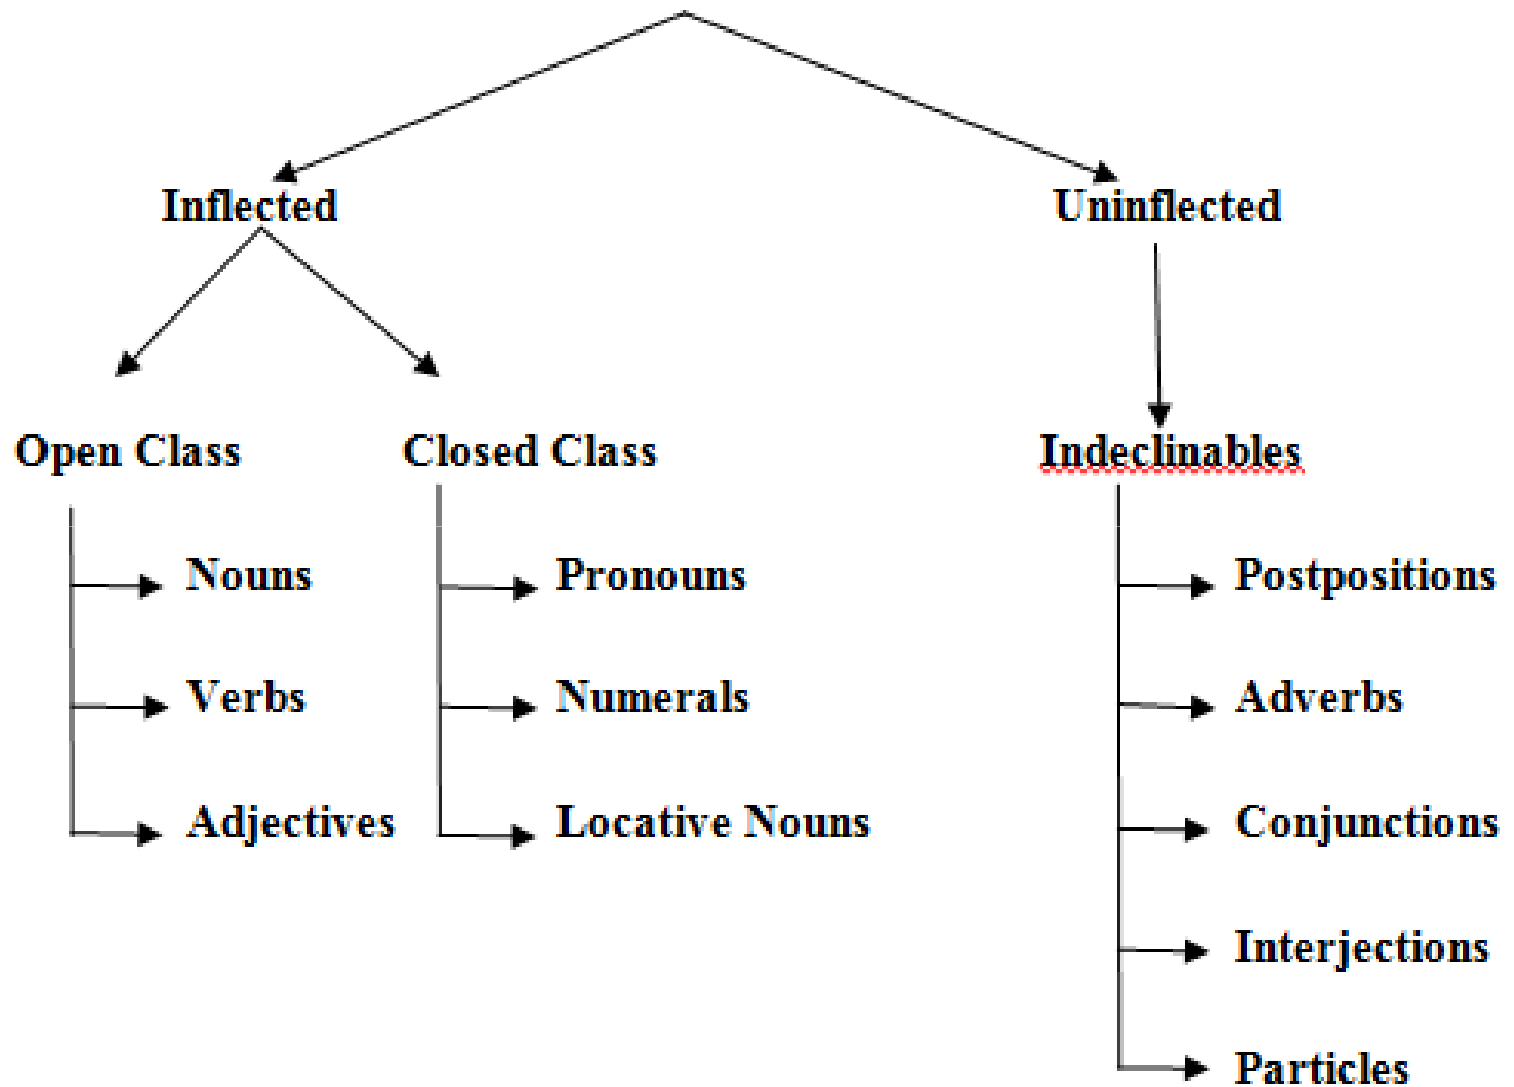 Inflected
Uninflected
Open Class
Closed Class
Indeclinables
Nouns
Pronouns
Postpositions
Verbs
Numerals
Adverbs
Adjectives
Locative Nouns
Conjunctions
Interjections
Particles